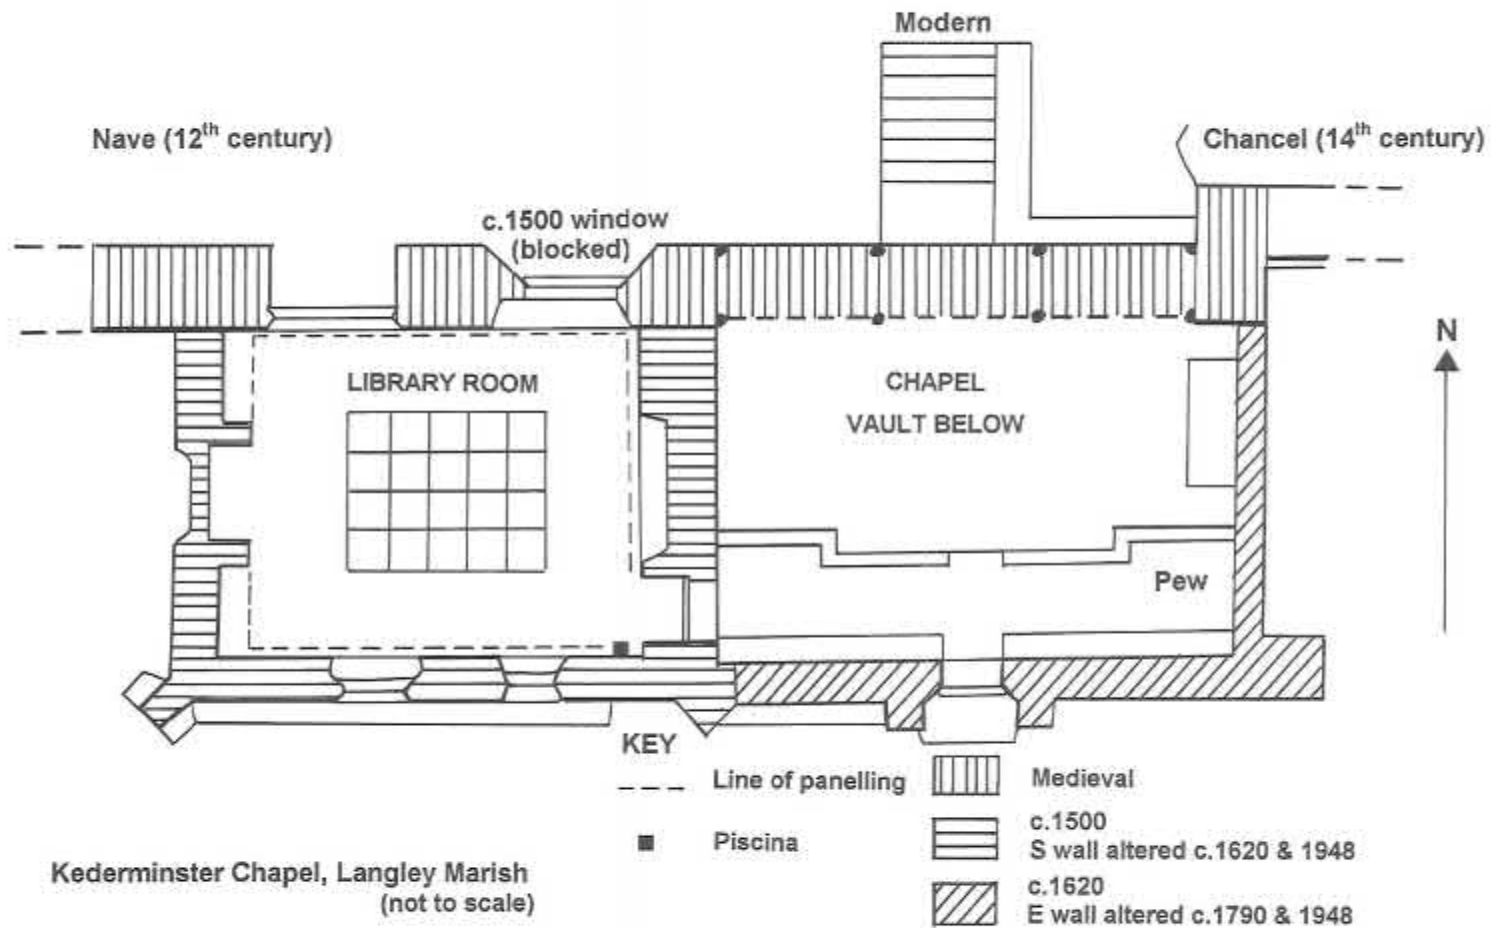 Modern
Nave (12th century)
Chancel (14th century)
c.1500 window
(blocked)
N
LIBRARY ROOM
CHAPEL
VAULT BELOW
Pew
KEY
Line of panelling
Medieval
Piscina
c.1500
S wall altered c.1620 & 1948
c.1620
E wall altered c.1790 & 1948
Kederminster Chapel, Langley Marish
(not to scale)